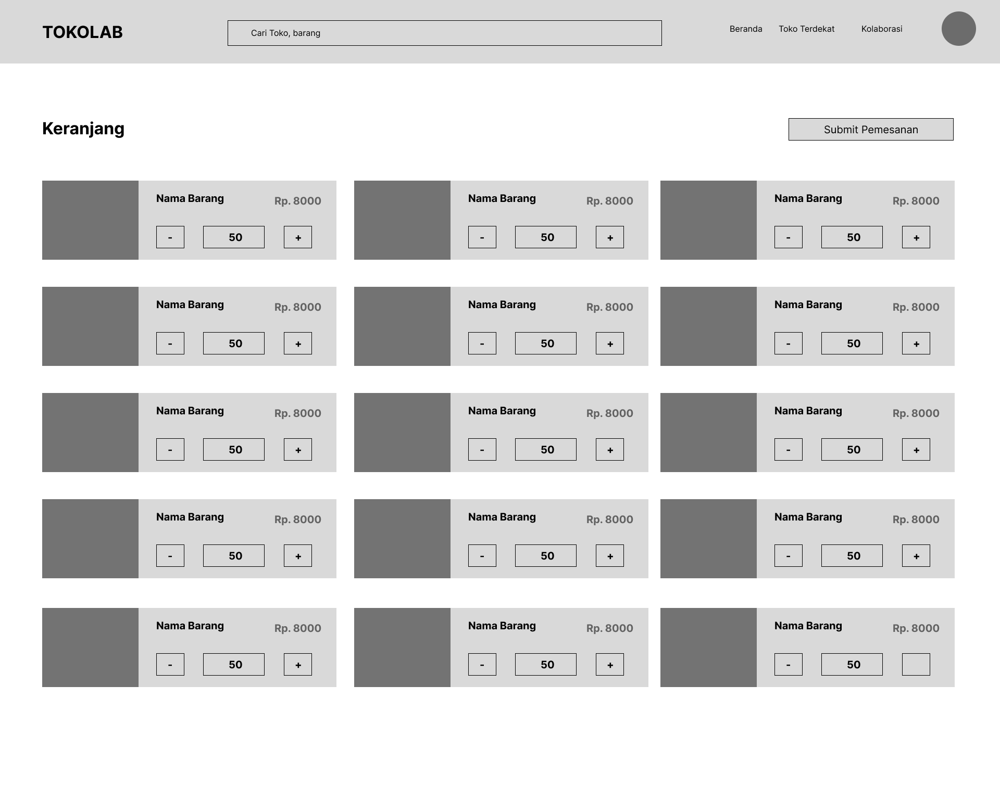 TOKOLAB
Cari Toko, barang
Beranda Toko Terdekat Kolaborasi
Keranjang
Submit Pemesanan
Nama Barang Rp. 8000 Nama Barang Rp. 8000 Nama Barang Rp. 8000
- 50 + - 50 + - 50 +
Nama Barang Rp. 8000 Nama Barang Rp. 8000 Nama Barang Rp. 8000
- 50 + - 50 + - 50 +
Nama Barang Rp. 8000 Nama Barang Rp. 8000 Nama Barang Rp. 8000
- 50 + - 50 + - 50 +
Nama Barang Rp. 8000 Nama Barang Rp. 8000 Nama Barang Rp. 8000
- 50 + - 50 + - 50 +
Nama Barang Rp. 8000 Nama Barang Rp. 8000 Nama Barang Rp. 8000
- 50 + - 50 + - 50